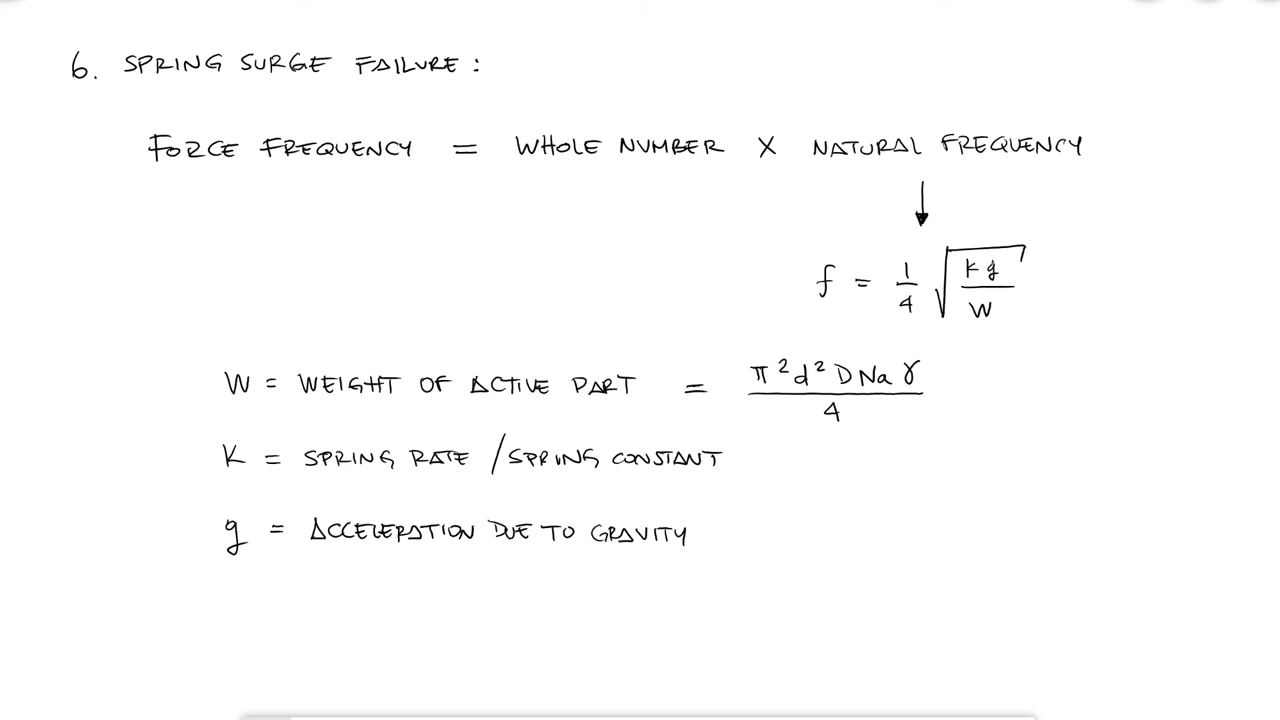 6. SPRING SURGE FAILURE :
FORCE FREQUENCY = WHOLE NUMBER X NATURAL FREQUENCY
↓
f = 1/4 √(kg/W)
W = WEIGHT OF ACTIVE PART = π²d²DNaγ/4
K = SPRING RATE / SPRING CONSTANT
g = ACCELERATION DUE TO GRAVITY